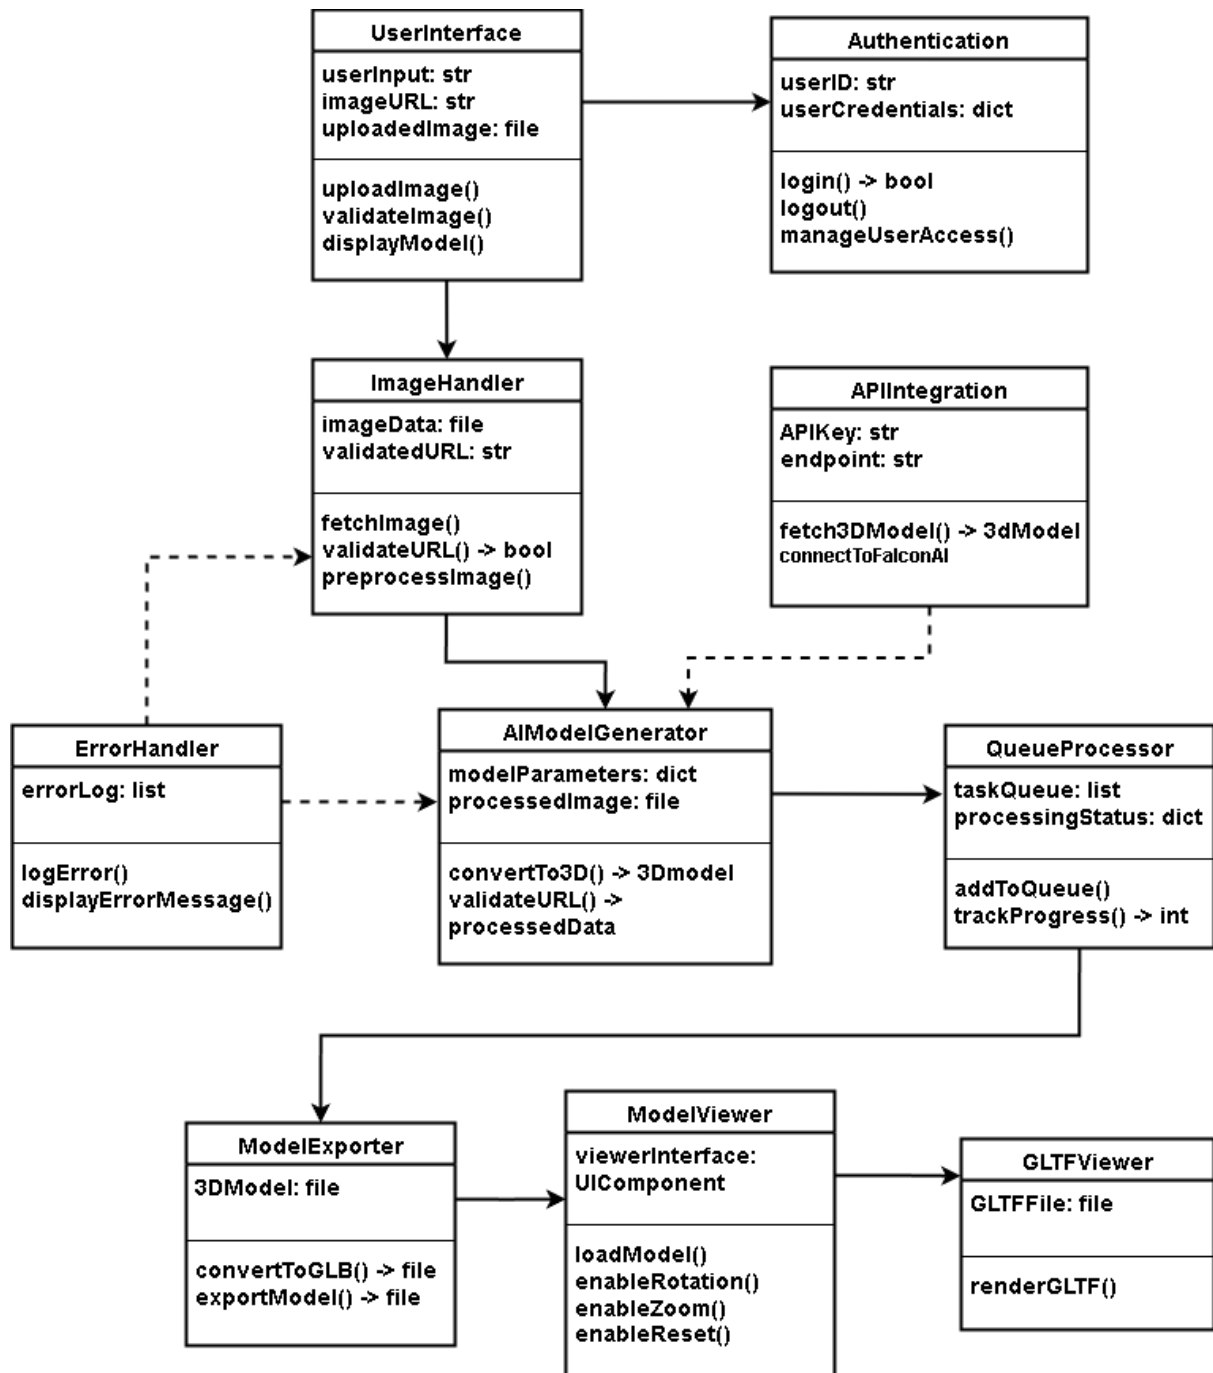 UserInterface
userInput: str
imageURL: str
uploadedImage: file
uploadImage()
validateImage()
displayModel()
Authentication
userID: str
userCredentials: dict
login() -> bool
logout()
manageUserAccess()
ImageHandler
imageData: file
validatedURL: str
fetchImage()
validateURL() -> bool
preprocessImage()
APIIntegration
APIKey: str
endpoint: str
fetch3DModel() -> 3dModel
connectToFalconAI
ErrorHandler
errorLog: list
logError()
displayErrorMessage()
AIModelGenerator
modelParameters: dict
processedImage: file
convertTo3D() -> 3Dmodel
validateURL() ->
processedData
QueueProcessor
taskQueue: list
processingStatus: dict
addToQueue()
trackProgress() -> int
ModelExporter
3DModel: file
convertToGLB() -> file
exportModel() -> file
ModelViewer
viewerInterface:
UIComponent
loadModel()
enableRotation()
enableZoom()
enableReset()
GLTFViewer
GLTFFile: file
renderGLTF()